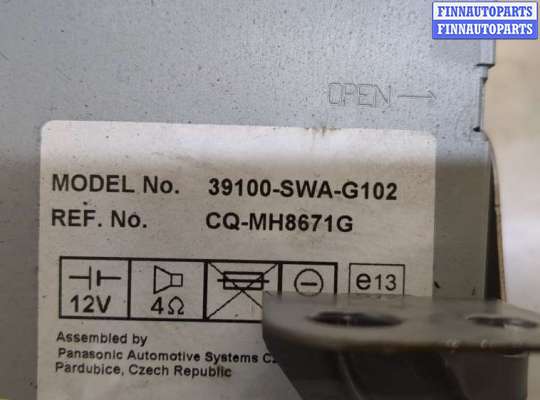 FINNAUTOPARTS
FINNAUTOPARTS
OPEN
MODEL No. 39100-SWA-G102
REF. No. CQ-MH8671G
12V 4Ω e13
Assembled by
Panasonic Automotive Systems
Pardubice, Czech Republic